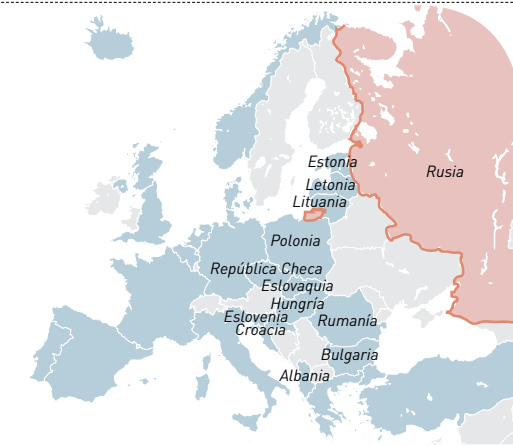 Estonia
Rusia
Letonia
Lituania
Polonia
República Checa
Eslovaquia
Hungría
Eslovenia
Rumanía
Croacia
Bulgaria
Albania